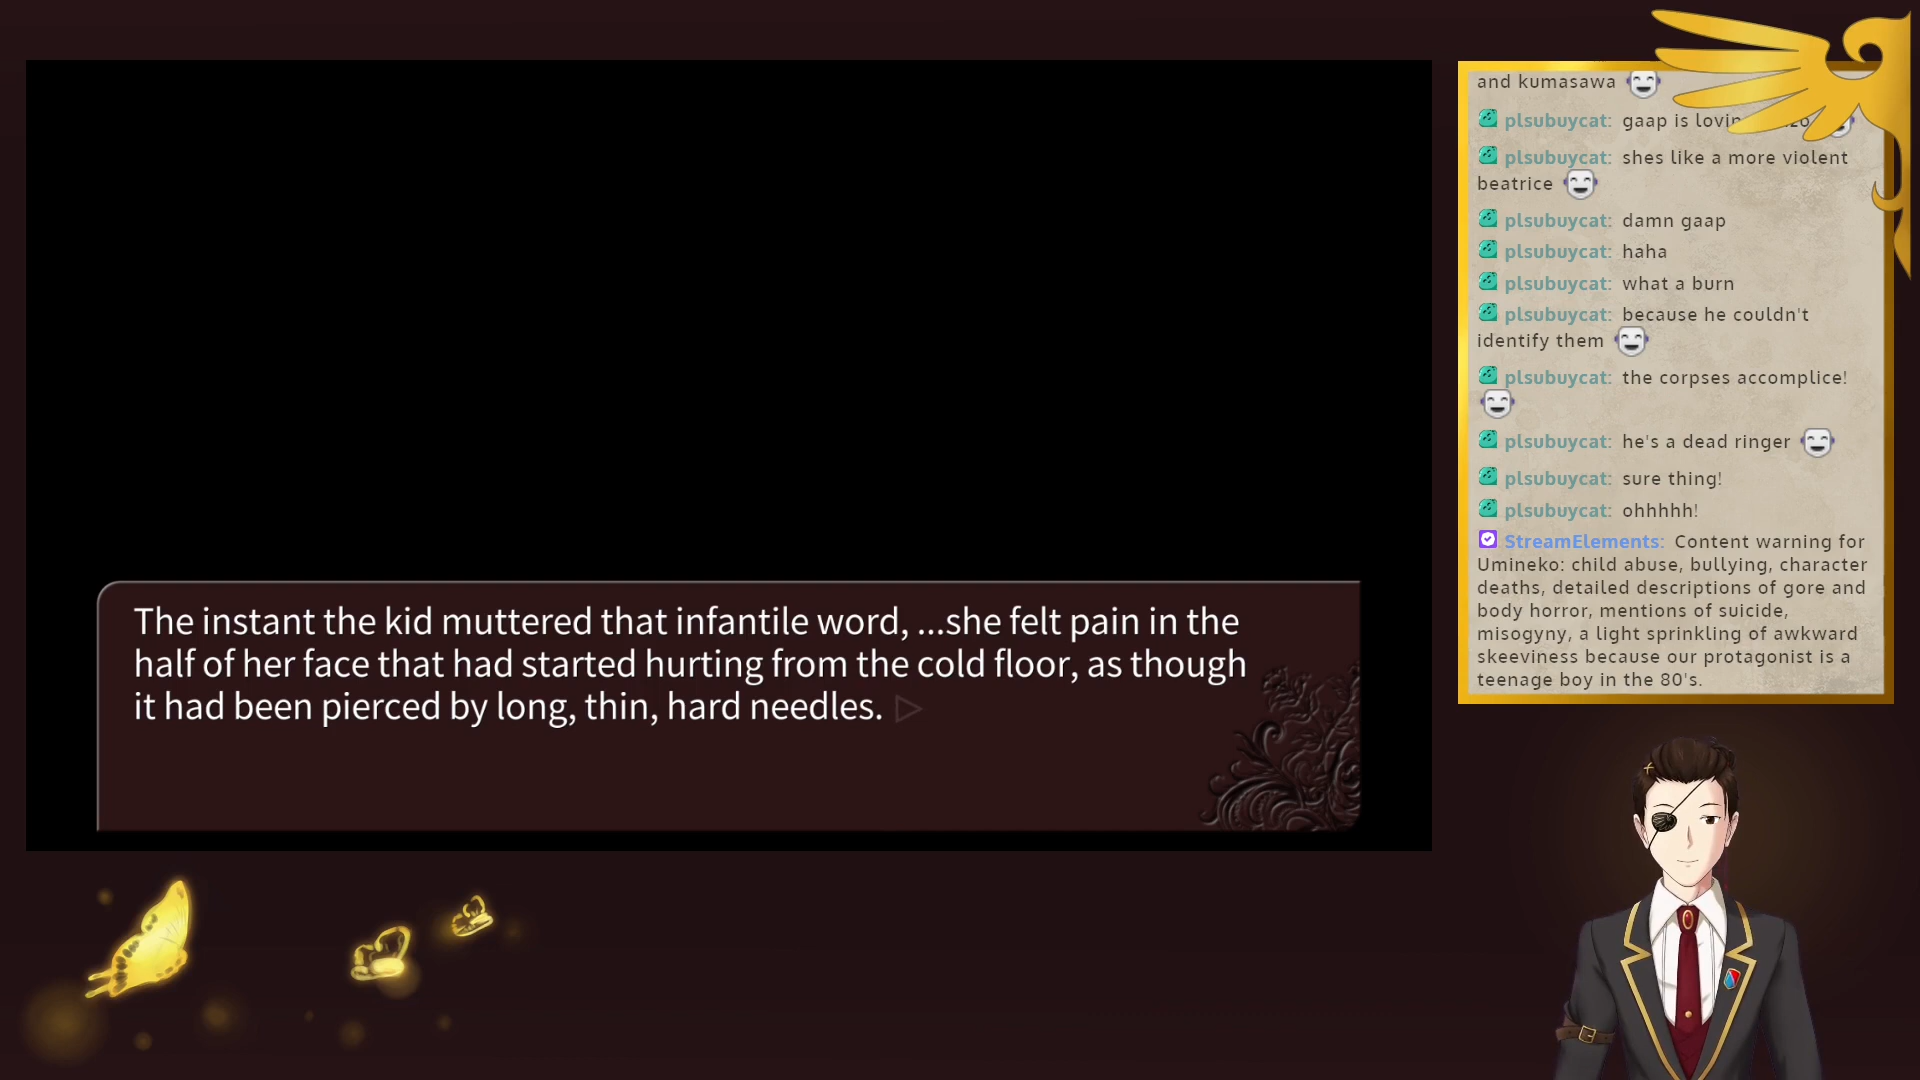 The instant the kid muttered that infantile word, ...she felt pain in the
half of her face that had started hurting from the cold floor, as though
it had been pierced by long, thin, hard needles.
and kumasawa
plsubuycat: gaap is
plsubuycat: shes like a more violent
beatrice
plsubuycat: damn gaap
plsubuycat: haha
plsubuycat: what a burn
plsubuycat: because he couldn't
identify them
plsubuycat: the corpses accomplice!
plsubuycat: he's a dead ringer
plsubuycat: sure thing!
plsubuycat: ohhhhh!
StreamElements: Content warning for
Umineko: child abuse, bullying, character
deaths, detailed descriptions of gore and
body horror, mentions of suicide,
misogyny, a light sprinkling of awkward
skeeviness because our protagonist is a
teenage boy in the 80's.